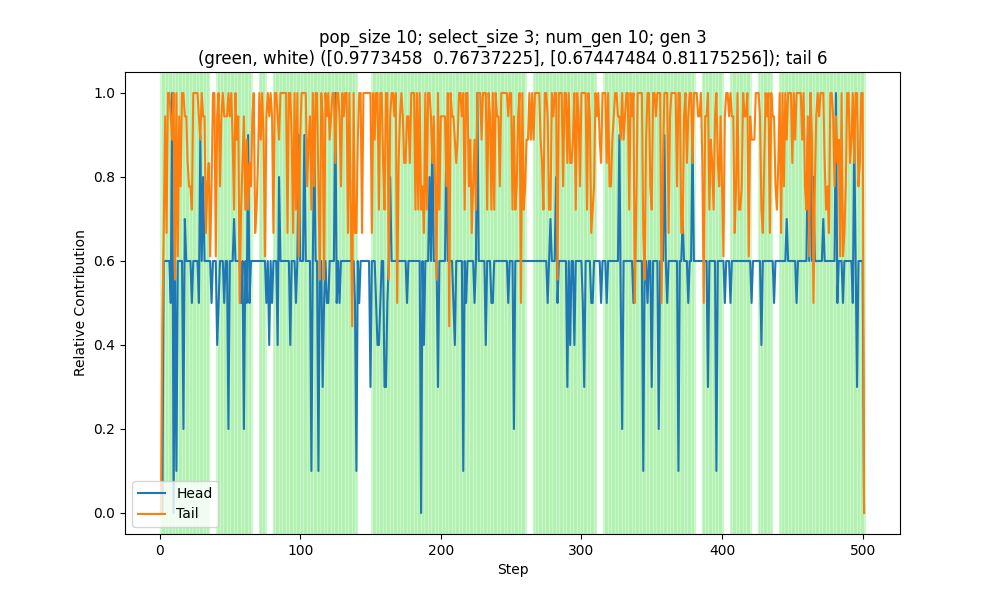 pop_size 10; select_size 3; num_gen 10; gen 3
(green, white) ([0.9773458  0.76737225], [0.67447484 0.81175256]); tail 6
1.0
0.8
0.6
0.4
0.2
0.0
Relative Contribution
Head
Tail
0
100
200
300
400
500
Step